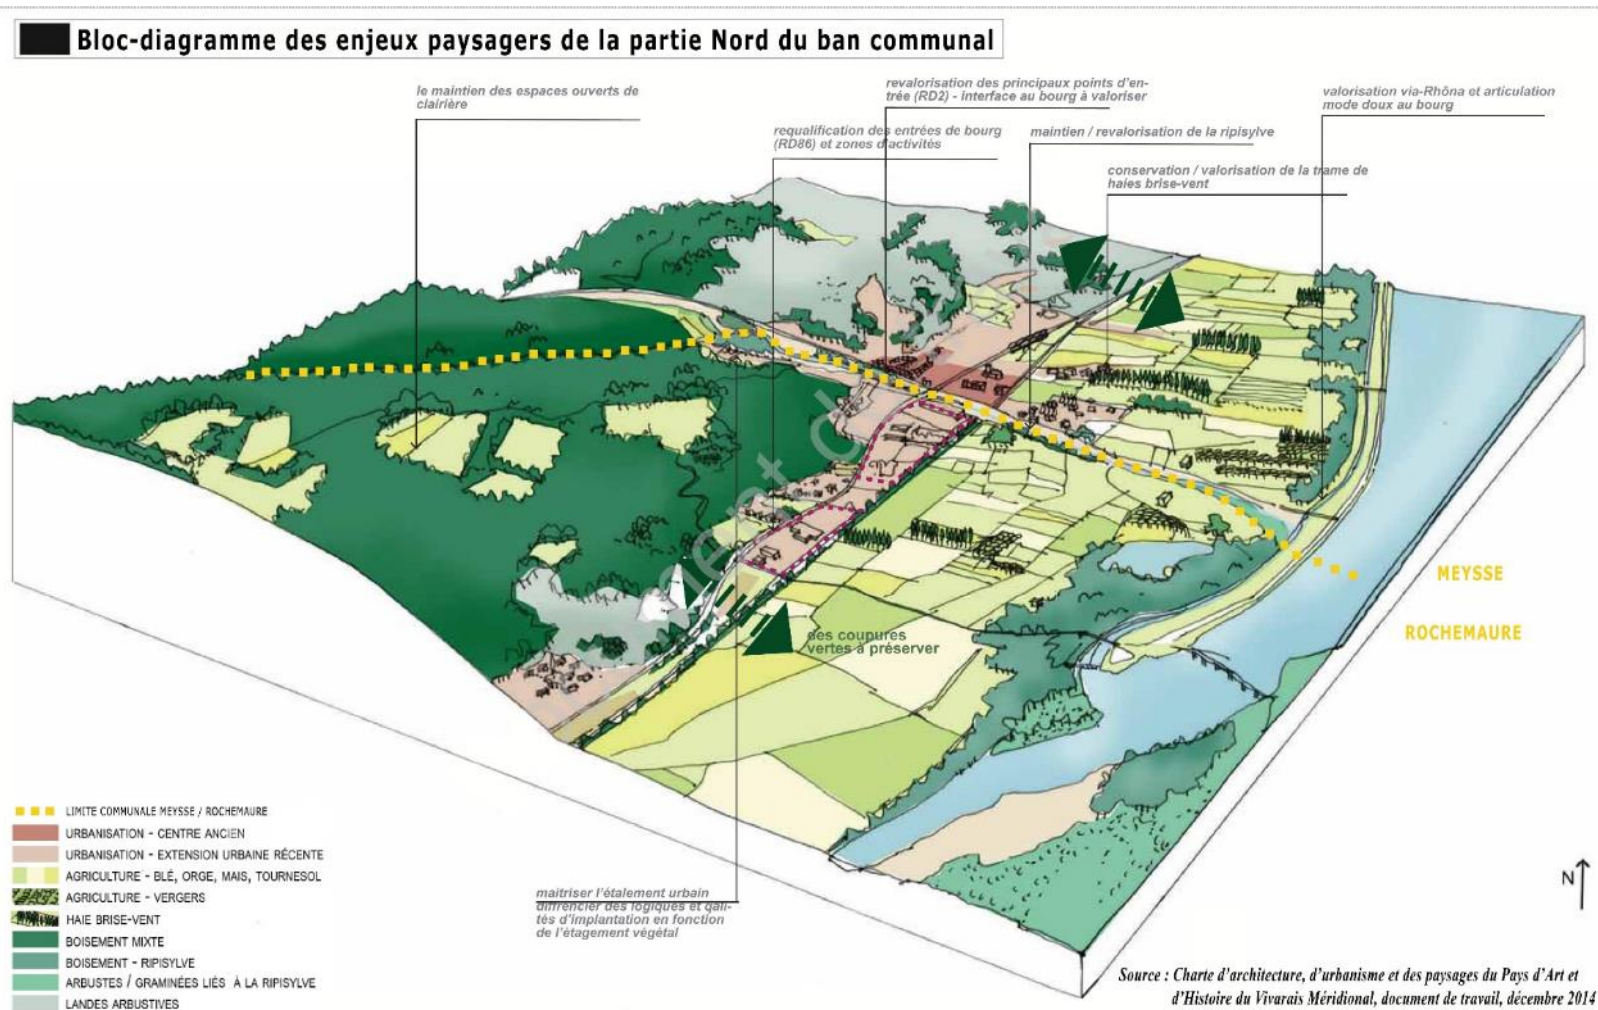 Bloc-diagramme des enjeux paysagers de la partie Nord du ban communal
le maintien des espaces ouverts de
clairière
revalorisation des principaux points d'en-
trée (RD2) - interface au bourg à valoriser
valorisation via-Rhôna et articulation
mode doux au bourg
requalification des entrées de bourg
(RD86) et zones d'activités
maintien / revalorisation de la ripisylve
conservation / valorisation de la trame de
haies brise-vent
MEYSSE
ROCHEMAURE
des coupures
vertes à préserver
LIMITE COMMUNALE MEYSSE / ROCHEMAURE
URBANISATION - CENTRE ANCIEN
URBANISATION - EXTENSION URBAINE RÉCENTE
AGRICULTURE - BLÉ, ORGE, MAIS, TOURNESOL
AGRICULTURE - VERGERS
HAIE BRISE-VENT
BOISEMENT MIXTE
BOISEMENT - RIPISYLVE
ARBUSTES / GRAMINÉES LIÉS À LA RIPISYLVE
LANDES ARBUSTIVES
maitriser l'étalement urbain
diffrencier des logiques et qali-
tés d'implantation en fonction
de l'étagement végétal
N
Source : Charte d'architecture, d'urbanisme et des paysages du Pays d'Art et
d'Histoire du Vivarais Méridional, document de travail, décembre 2014